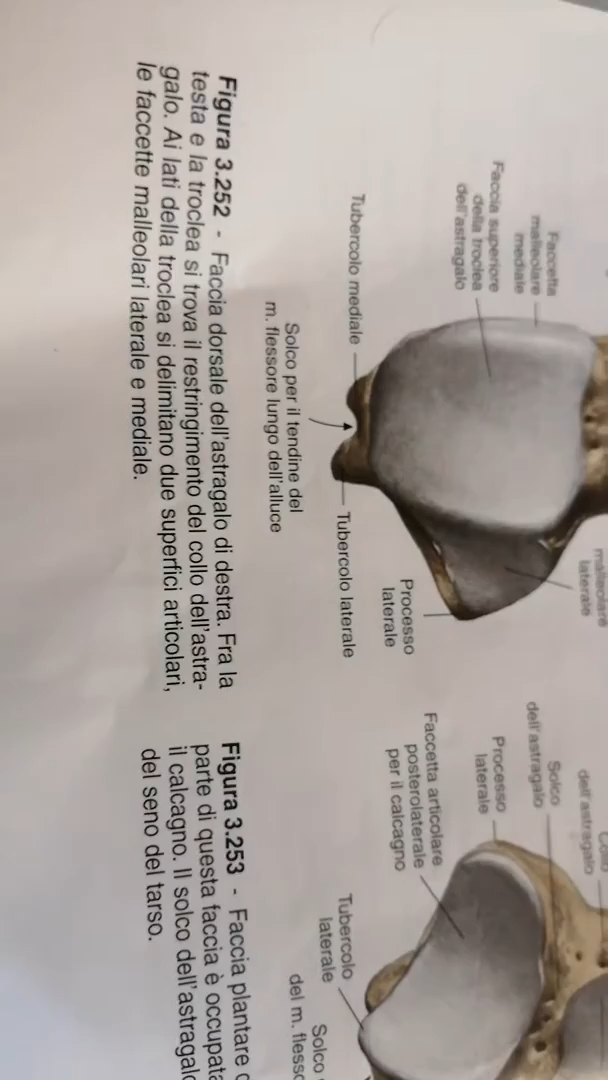 Faccetta
malleolare
mediale
Faccia superiore
della troclea
dell'astragalo
Tubercolo mediale
Solco per il tendine del
m. flessore lungo dell'alluce
Tubercolo laterale
Processo
laterale
malleolare
laterale
Figura 3.252 - Faccia dorsale dell'astragalo di destra. Fra la
testa e la troclea si trova il restringimento del collo dell'astra-
galo. Ai lati della troclea si delimitano due superfici articolari,
le faccette malleolari laterale e mediale.
dell'astragalo
Solco
dell'astragalo
Processo
laterale
Faccetta articolare
posterolaterale
per il calcagno
Tubercolo
laterale
Solco
del m. flesso
Figura 3.253 - Faccia plantare
parte di questa faccia è occupata
il calcagno. Il solco dell'astragalo
del seno del tarso.